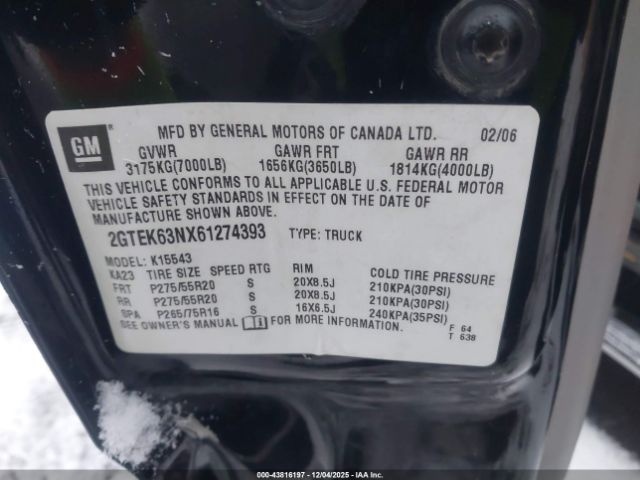 GM
MFD BY GENERAL MOTORS OF CANADA LTD. 02/06
GVWR GAWR FRT GAWR RR
3175KG(7000LB) 1656KG(3650LB) 1814KG(4000LB)
THIS VEHICLE CONFORMS TO ALL APPLICABLE U.S. FEDERAL MOTOR
VEHICLE SAFETY STANDARDS IN EFFECT ON THE DATE OF
MANUFACTURE SHOWN ABOVE.
2GTEK63NX61274393 TYPE: TRUCK
MODEL: K15543
KA23 TIRE SIZE SPEED RTG RIM COLD TIRE PRESSURE
FRT P275/55R20 S 20X8.5J 210KPA(30PSI)
RR P275/55R20 S 20X8.5J 210KPA(30PSI)
SPA P265/75R16 S 16X6.5J 240KPA(35PSI)
SEE OWNER'S MANUAL FOR MORE INFORMATION.
F 64
T 638
000-43816197 - 12/04/2025 - IAAI.COM